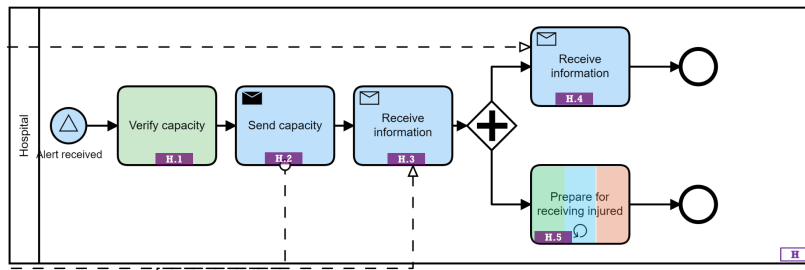 Hospital
Alert received
Verify capacity
H.1
Send capacity
H.2
Receive
information
H.3
Receive
information
H.4
Prepare for
receiving injured
H.5
H